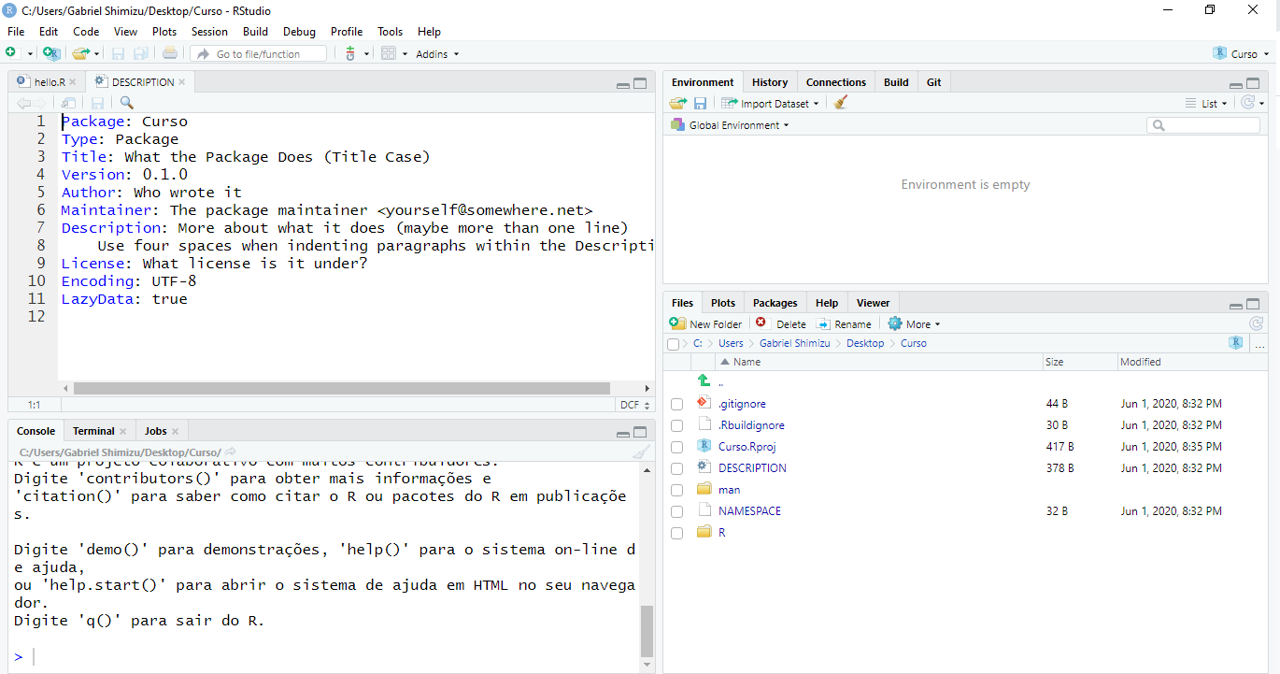 C:/Users/Gabriel Shimizu/Desktop/Curso - RStudio
File Edit Code View Plots Session Build Debug Profile Tools Help
Go to file/function Addins Curso
hello.R DESCRIPTION
1 Package: Curso
2 Type: Package
3 Title: What the Package Does (Title Case)
4 Version: 0.1.0
5 Author: Who wrote it
6 Maintainer: The package maintainer <yourself@somewhere.net>
7 Description: More about what it does (maybe more than one line)
8 Use four spaces when indenting paragraphs within the Descripti
9 License: What license is it under?
10 Encoding: UTF-8
11 LazyData: true
12
1:1 DCF
Console Terminal Jobs
C:/Users/Gabriel Shimizu/Desktop/Curso/
R é um projeto colaborativo com muitos contribuidores.
Digite 'contributors()' para obter mais informações e
'citation()' para saber como citar o R ou pacotes do R em publicaçõe
s.
Digite 'demo()' para demonstrações, 'help()' para o sistema on-line d
e ajuda,
ou 'help.start()' para abrir o sistema de ajuda em HTML no seu navega
dor.
Digite 'q()' para sair do R.
>
Environment History Connections Build Git
Import Dataset List
Global Environment
Environment is empty
Files Plots Packages Help Viewer
New Folder Delete Rename More
C: Users Gabriel Shimizu Desktop Curso R ...
Name Size Modified
..
.gitignore 44 B Jun 1, 2020, 8:32 PM
.Rbuildignore 30 B Jun 1, 2020, 8:32 PM
Curso.Rproj 417 B Jun 1, 2020, 8:35 PM
DESCRIPTION 378 B Jun 1, 2020, 8:32 PM
man
NAMESPACE 32 B Jun 1, 2020, 8:32 PM
R